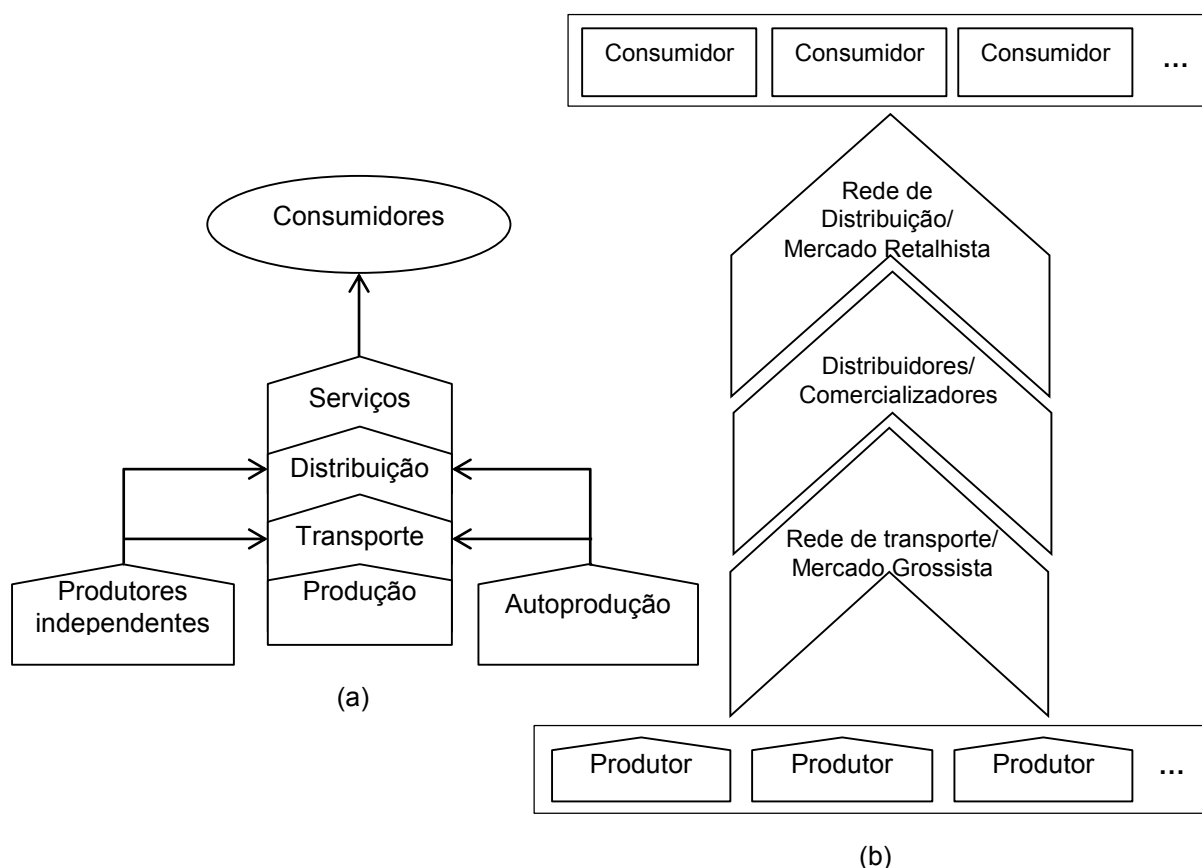 Consumidores
Serviços
Distribuição
Transporte
Produção
Produtores
independentes
Autoprodução
(a)
Consumidor
Consumidor
Consumidor
...
Rede de
Distribuição/
Mercado Retalhista
Distribuidores/
Comercializadores
Rede de transporte/
Mercado Grossista
Produtor
Produtor
Produtor
...
(b)